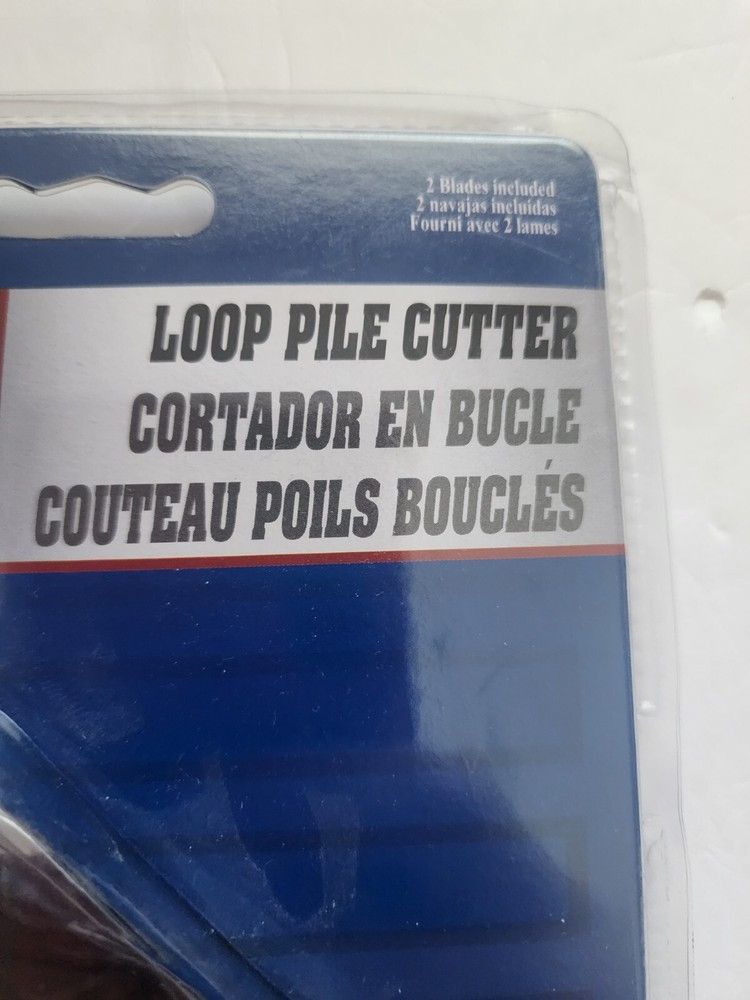 2 Blades included
2 navajas incluidas
Fourni avec 2 lames
LOOP PILE CUTTER
CORTADOR EN BUCLE
COUTEAU POILS BOUCLÉS